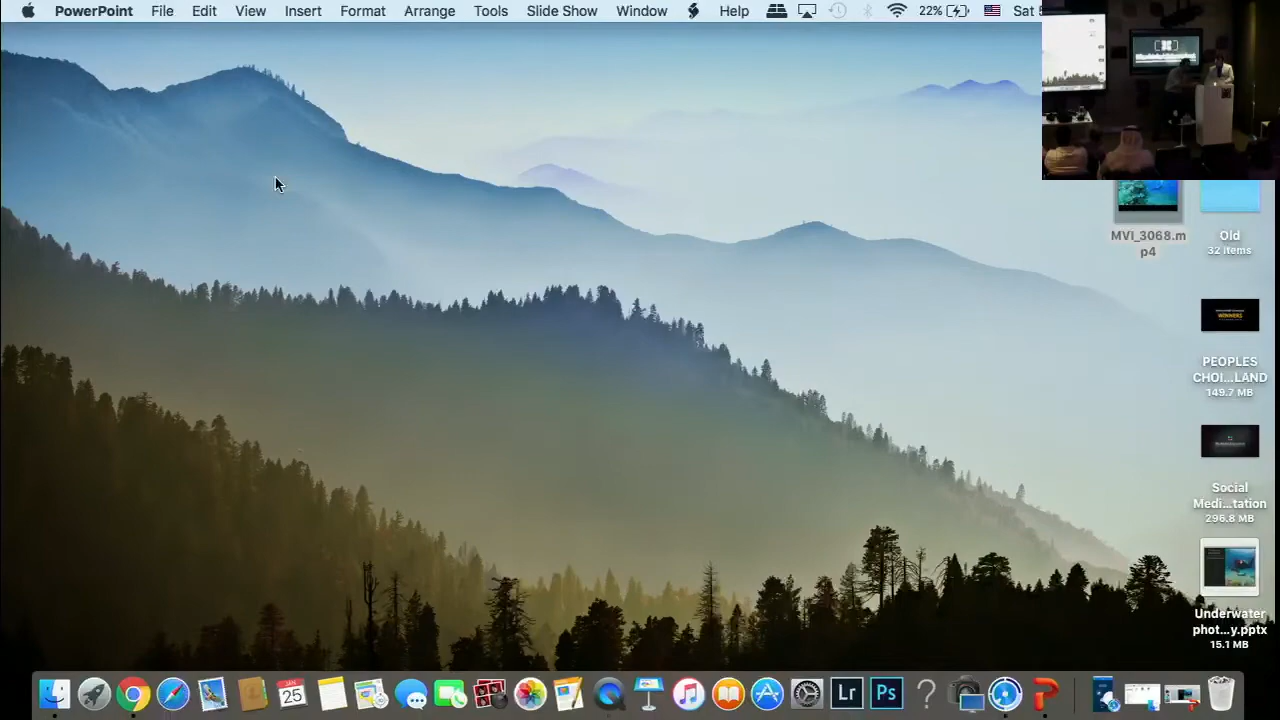 PowerPoint File Edit View Insert Format Arrange Tools Slide Show Window Help 22% Sat
MVI_3068.m
p4
Old
32 items
WINNERS
PEOPLES
CHOI...LAND
149.7 MB
Social
Medi...tation
296.8 MB
Underwater
phot...y.pptx
15.1 MB
JAN
25
Lr
Ps
?